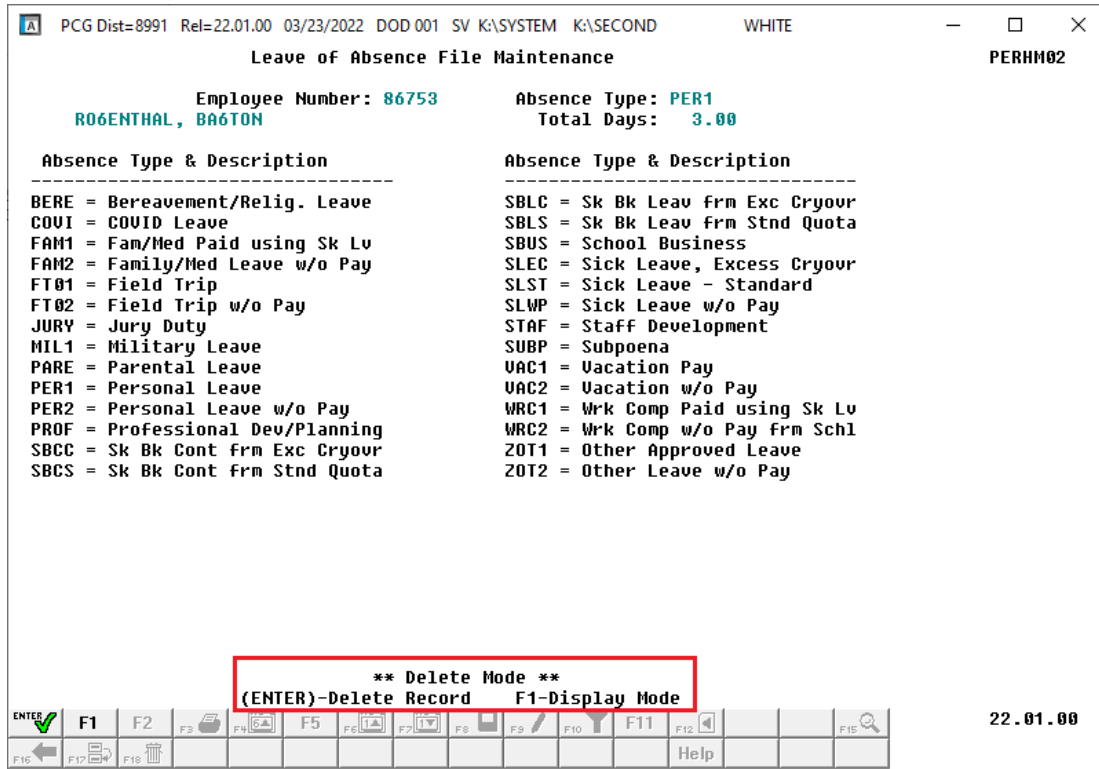 PCG Dist=8991 Rel=22.01.00 03/23/2022 DOD 001 SV K:\SYSTEM K:\SECOND WHITE
Leave of Absence File Maintenance PERHM02
Employee Number: 86753 Absence Type: PER1
RO6ENTHAL, BA6TON Total Days: 3.00
Absence Type & Description Absence Type & Description
--------------------------------- --------------------------------
BERE = Bereavement/Relig. Leave SBLC = Sk Bk Leav frm Exc Cryovr
COVI = COVID Leave SBLS = Sk Bk Leav frm Stnd Quota
FAM1 = Fam/Med Paid using Sk Lv SBUS = School Business
FAM2 = Family/Med Leave w/o Pay SLEC = Sick Leave, Excess Cryovr
FT01 = Field Trip SLST = Sick Leave - Standard
FT02 = Field Trip w/o Pay SLWP = Sick Leave w/o Pay
JURY = Jury Duty STAF = Staff Development
MIL1 = Military Leave SUBP = Subpoena
PARE = Parental Leave VAC1 = Vacation Pay
PER1 = Personal Leave VAC2 = Vacation w/o Pay
PER2 = Personal Leave w/o Pay WRC1 = Wrk Comp Paid using Sk Lv
PROF = Professional Dev/Planning WRC2 = Wrk Comp w/o Pay frm Schl
SBCC = Sk Bk Cont frm Exc Cryovr ZOT1 = Other Approved Leave
SBCS = Sk Bk Cont frm Stnd Quota ZOT2 = Other Leave w/o Pay
** Delete Mode **
(ENTER)-Delete Record F1-Display Mode
ENTER F1 F2 F3 F4 F5 F6 F7 F8 F9 F10 F11 F12 F15 22.01.00
F16 F17 F18 Help